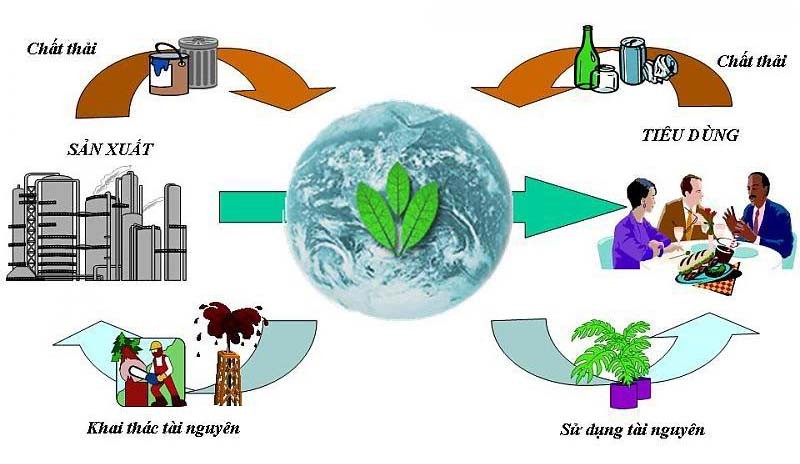 Chất thải
Chất thải
SẢN XUẤT
TIÊU DÙNG
Khai thác tài nguyên
Sử dụng tài nguyên